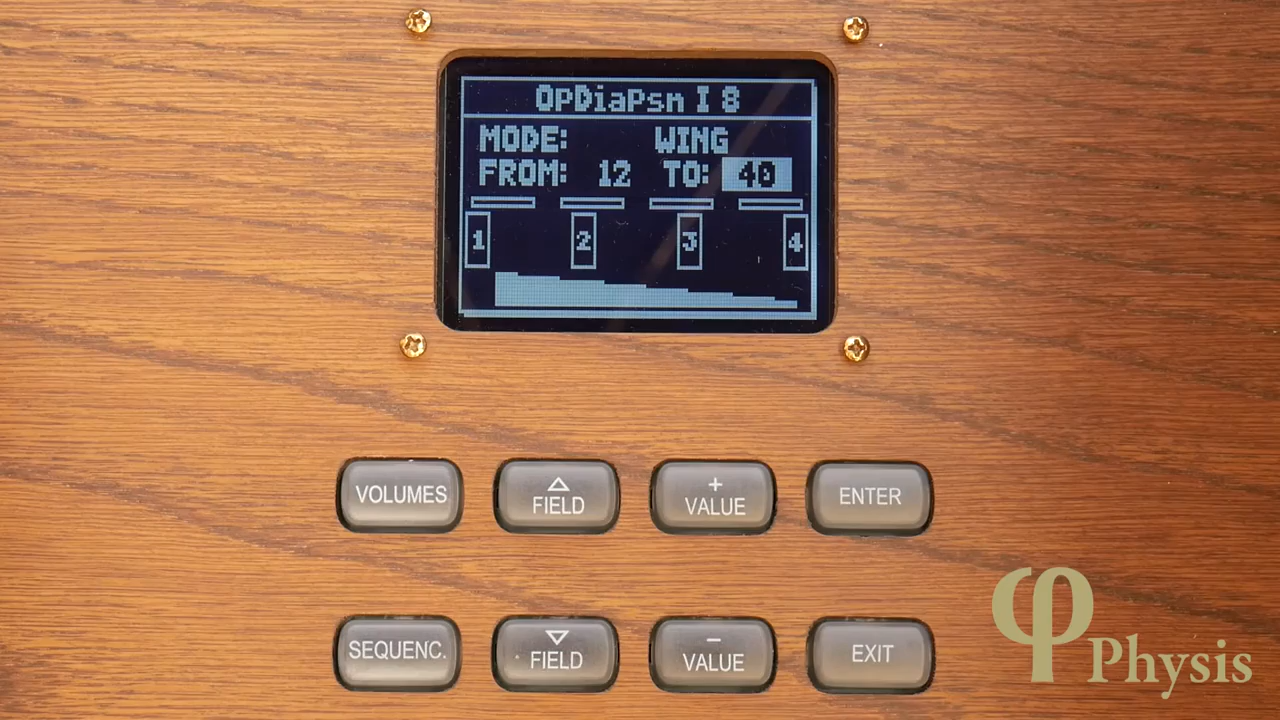 OpDiaPsn I 8
MODE: WING
FROM: 12 TO: 40
1 2 3 4
VOLUMES △ FIELD + VALUE ENTER
SEQUENC. ▽ FIELD − VALUE EXIT
φ Physis